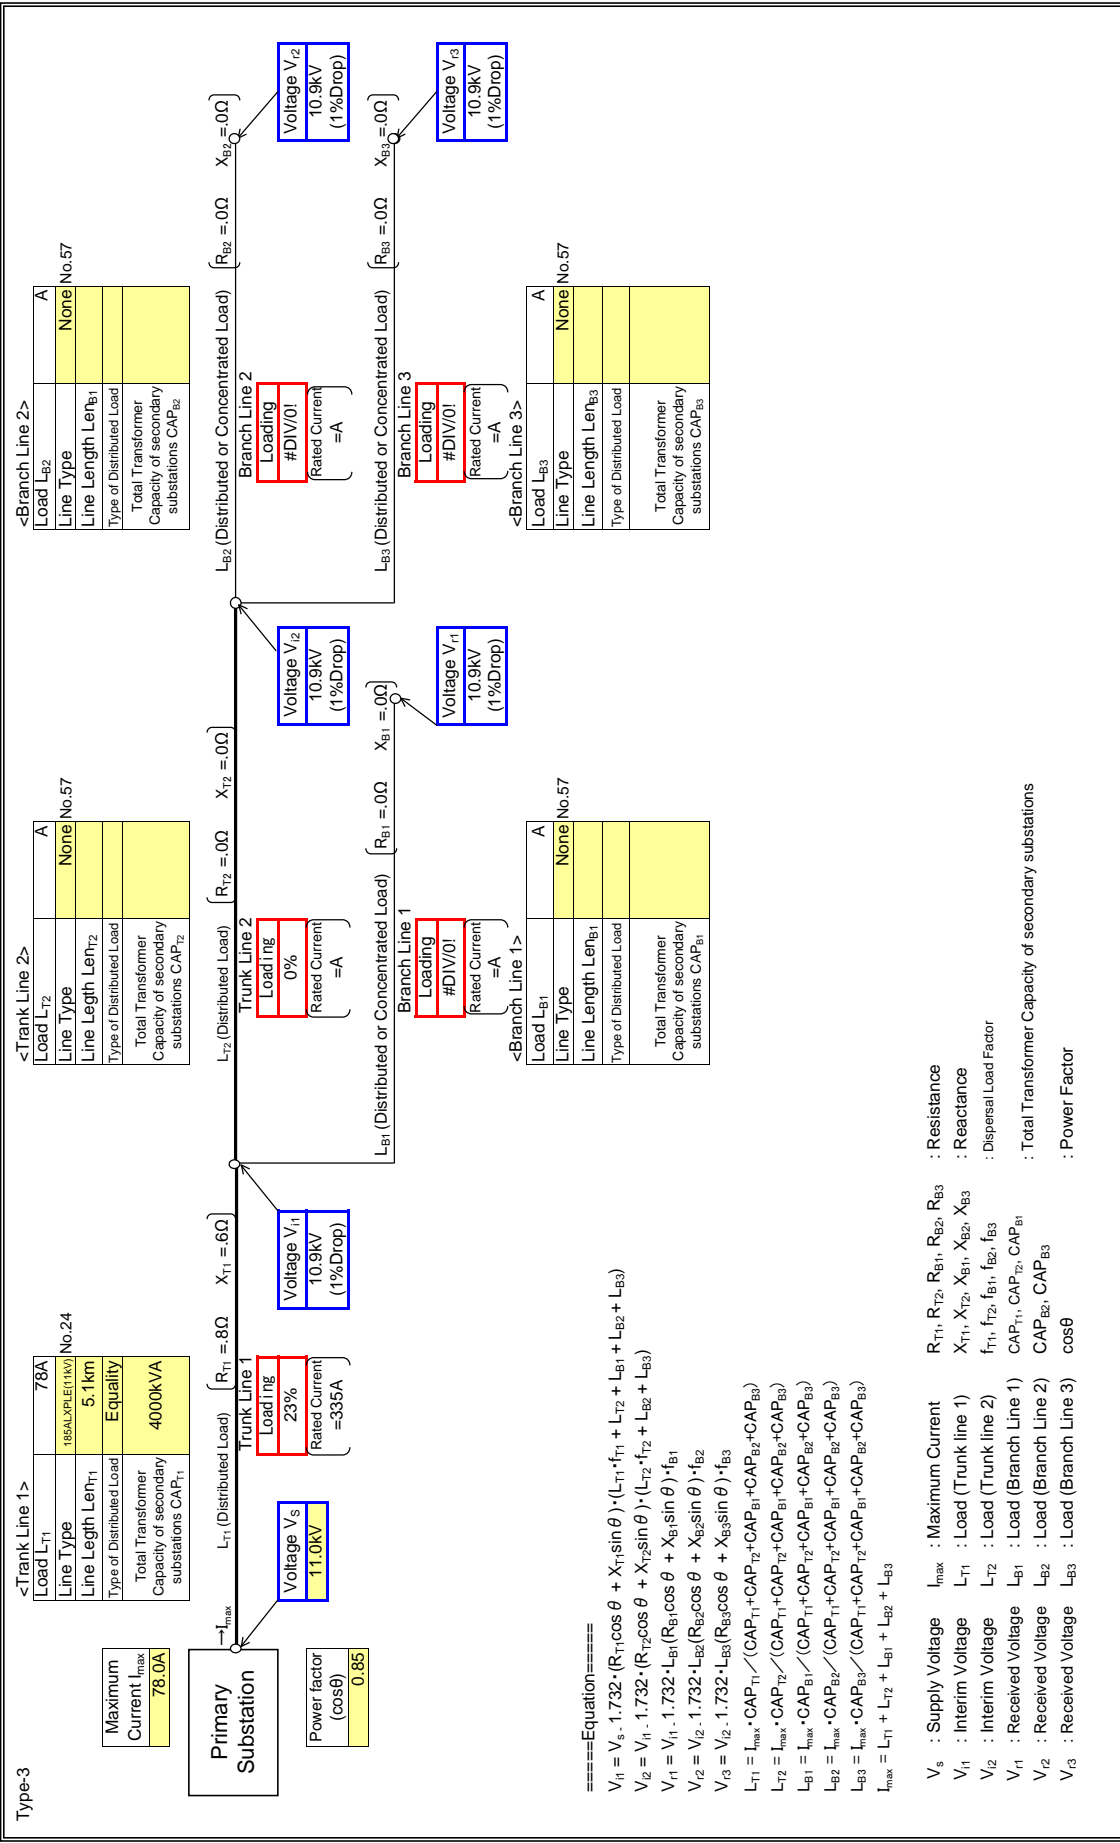 Type-3
<Trank Line 1>
Load LT1 78A
Line Type 185ALXPLE(11kV) No.24
Line Legth LenT1 5.1km
Type of Distributed Load Equality
Total Transformer
Capacity of secondary
substations CAPT1
4000kVA
<Trank Line 2>
Load LT2 A
Line Type None No.57
Line Legth LenT2
Type of Distributed Load
Total Transformer
Capacity of secondary
substations CAPT2
<Branch Line 2>
Load LB2 A
Line Type None No.57
Line Length LenB1
Type of Distributed Load
Total Transformer
Capacity of secondary
substations CAPB2
Maximum
Current Imax
78.0A
Primary
Substation
→Imax
LT1 (Distributed Load)
RT1 =.8Ω XT1 =.6Ω
LT2 (Distributed Load)
RT2 =.0Ω XT2 =.0Ω
LB2 (Distributed or Concentrated Load)
RB2 =.0Ω XB2 =.0Ω
Power factor
(cosθ)
0.85
Voltage Vs
11.0kV
Trunk Line 1
Loading
23%
Rated Current
=335A
Voltage Vi1
10.9kV
(1%Drop)
Trunk Line 2
Loading
0%
Rated Current
=A
Voltage Vi2
10.9kV
(1%Drop)
Branch Line 2
Loading
#DIV/0!
Rated Current
=A
Voltage Vr2
10.9kV
(1%Drop)
LB1 (Distributed or Concentrated Load)
RB1 =.0Ω XB1 =.0Ω
LB3 (Distributed or Concentrated Load)
RB3 =.0Ω XB3 =.0Ω
Branch Line 1
Loading
#DIV/0!
Rated Current
=A
Voltage Vr1
10.9kV
(1%Drop)
Branch Line 3
Loading
#DIV/0!
Rated Current
=A
Voltage Vr3
10.9kV
(1%Drop)
<Branch Line 1>
Load LB1 A
Line Type None No.57
Line Length LenB1
Type of Distributed Load
Total Transformer
Capacity of secondary
substations CAPB1
<Branch Line 3>
Load LB3 A
Line Type None No.57
Line Length LenB3
Type of Distributed Load
Total Transformer
Capacity of secondary
substations CAPB3
=====Equation=====
Vi1 = Vs - 1.732・(RT1cos θ + XT1sin θ)・(LT1・fT1 + LT2 + LB1 + LB2 + LB3)
Vi2 = Vi1 - 1.732・(RT2cos θ + XT2sin θ)・(LT2・fT2 + LB2 + LB3)
Vr1 = Vi1 - 1.732・LB1(RB1cos θ + XB1sin θ)・fB1
Vr2 = Vi2 - 1.732・LB2(RB2cos θ + XB2sin θ)・fB2
Vr3 = Vi2 - 1.732・LB3(RB3cos θ + XB3sin θ)・fB3
LT1 = Imax・CAPT1／(CAPT1+CAPT2+CAPB1+CAPB2+CAPB3)
LT2 = Imax・CAPT2／(CAPT1+CAPT2+CAPB1+CAPB2+CAPB3)
LB1 = Imax・CAPB1／(CAPT1+CAPT2+CAPB1+CAPB2+CAPB3)
LB2 = Imax・CAPB2／(CAPT1+CAPT2+CAPB1+CAPB2+CAPB3)
LB3 = Imax・CAPB3／(CAPT1+CAPT2+CAPB1+CAPB2+CAPB3)
Imax = LT1 + LT2 + LB1 + LB2 + LB3
Vs : Supply Voltage Imax : Maximum Current RT1, RT2, RB1, RB2, RB3 : Resistance
Vi1 : Interim Voltage LT1 : Load (Trunk line 1) XT1, XT2, XB1, XB2, XB3 : Reactance
Vi2 : Interim Voltage LT2 : Load (Trunk line 2) fT1, fT2, fB1, fB2, fB3 : Dispersal Load Factor
Vr1 : Received Voltage LB1 : Load (Branch Line 1) CAPT1, CAPT2, CAPB1 : Total Transformer Capacity of secondary substations
Vr2 : Received Voltage LB2 : Load (Branch Line 2) CAPB2, CAPB3
Vr3 : Received Voltage LB3 : Load (Branch Line 3) cosθ : Power Factor